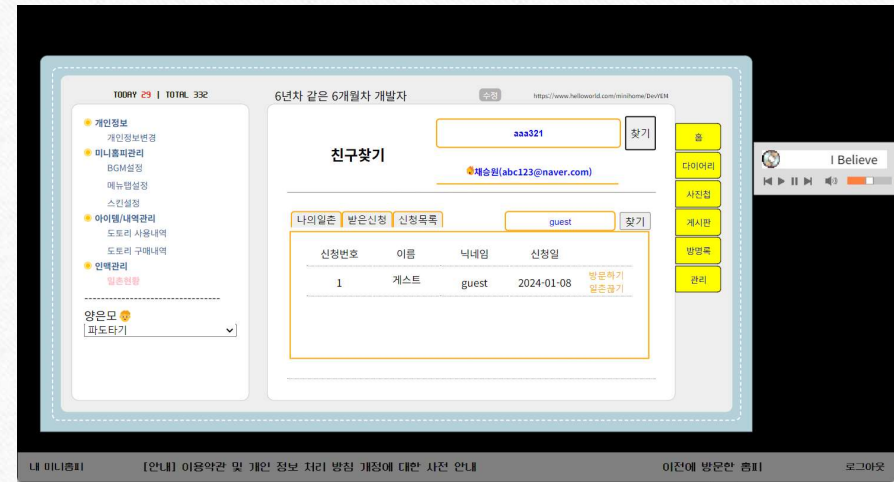 TODAY 29 | TOTAL 332
6년차 같은 6개월차 개발자
수정
https://www.helloworld.com/minihome/DevYEM
개인정보
개인정보변경
미니홈피관리
BGM설정
메뉴탭설정
스킨설정
아이템/내역관리
도토리 사용내역
도토리 구매내역
인맥관리
일촌현황
양은모
파도타기
친구찾기
aaa321
찾기
채승원(abc123@naver.com)
나의일촌 받은신청 신청목록
guest
찾기
신청번호 이름 닉네임 신청일
1 게스트 guest 2024-01-08 방문하기
일촌끊기
홈
다이어리
사진첩
게시판
방명록
관리
I Believe
내 미니홈피
[안내] 이용약관 및 개인 정보 처리 방침 개정에 대한 사전 안내
이전에 방문한 홈피
로그아웃